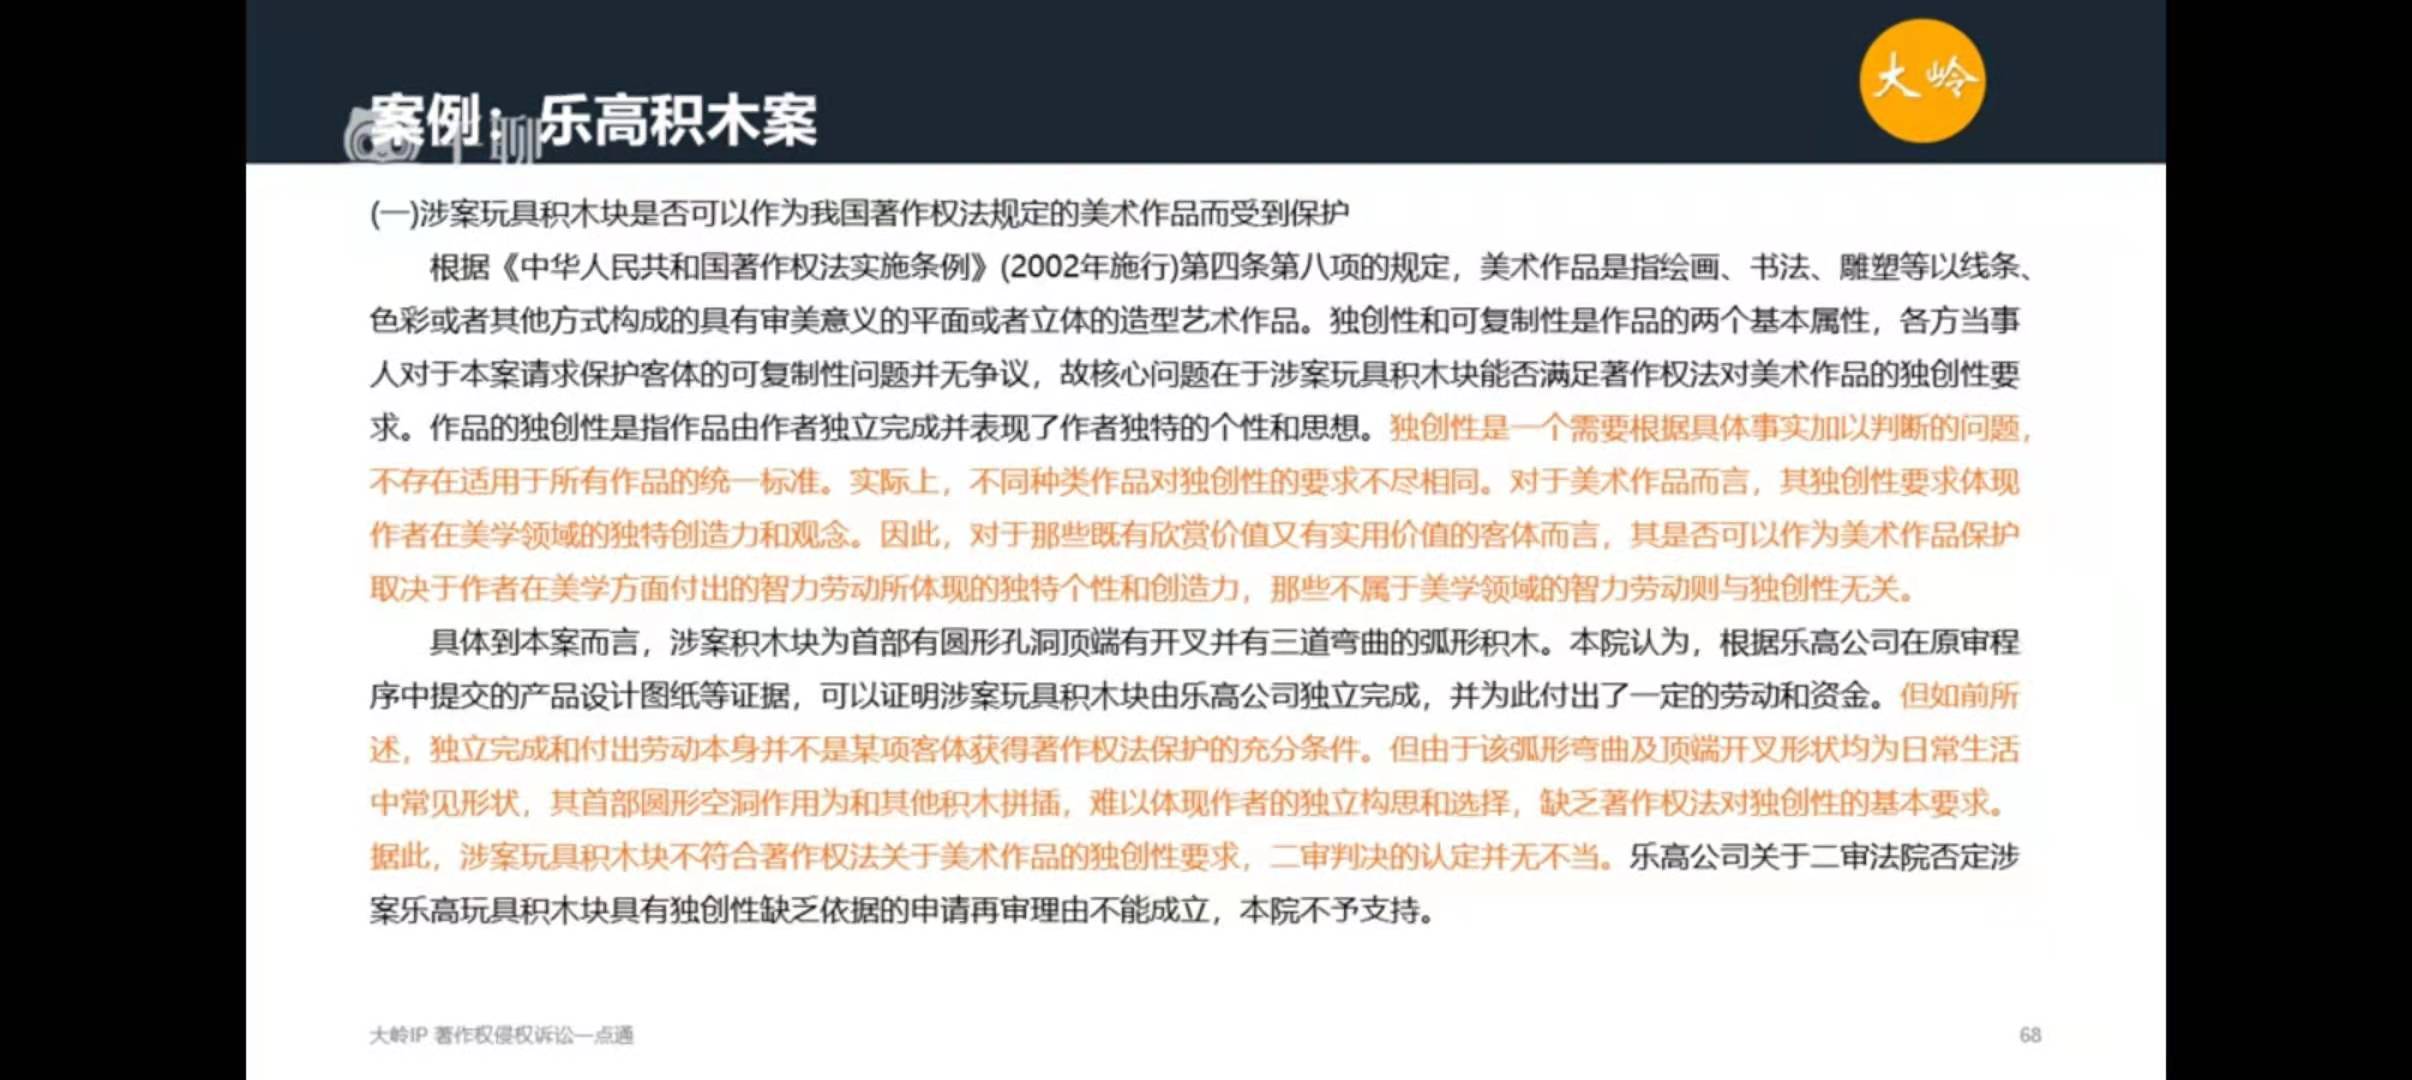 大岭
案例：乐高积木案
千聊
(一)涉案玩具积木块是否可以作为我国著作权法规定的美术作品而受到保护
根据《中华人民共和国著作权法实施条例》(2002年施行)第四条第八项的规定，美术作品是指绘画、书法、雕塑等以线条、
色彩或者其他方式构成的具有审美意义的平面或者立体的造型艺术作品。独创性和可复制性是作品的两个基本属性，各方当事
人对于本案请求保护客体的可复制性问题并无争议，故核心问题在于涉案玩具积木块能否满足著作权法对美术作品的独创性要
求。作品的独创性是指作品由作者独立完成并表现了作者独特的个性和思想。独创性是一个需要根据具体事实加以判断的问题，
不存在适用于所有作品的统一标准。实际上，不同种类作品对独创性的要求不尽相同。对于美术作品而言，其独创性要求体现
作者在美学领域的独特创造力和观念。因此，对于那些既有欣赏价值又有实用价值的客体而言，其是否可以作为美术作品保护
取决于作者在美学方面付出的智力劳动所体现的独特个性和创造力，那些不属于美学领域的智力劳动则与独创性无关。
具体到本案而言，涉案积木块为首部有圆形孔洞顶端有开叉并有三道弯曲的弧形积木。本院认为，根据乐高公司在原审程
序中提交的产品设计图纸等证据，可以证明涉案玩具积木块由乐高公司独立完成，并为此付出了一定的劳动和资金。但如前所
述，独立完成和付出劳动本身并不是某项客体获得著作权法保护的充分条件。但由于该弧形弯曲及顶端开叉形状均为日常生活
中常见形状，其首部圆形空洞作用为和其他积木拼插，难以体现作者的独立构思和选择，缺乏著作权法对独创性的基本要求。
据此，涉案玩具积木块不符合著作权法关于美术作品的独创性要求，二审判决的认定并无不当。乐高公司关于二审法院否定涉
案乐高玩具积木块具有独创性缺乏依据的申请再审理由不能成立，本院不予支持。
大岭IP 著作权侵权诉讼一点通
68